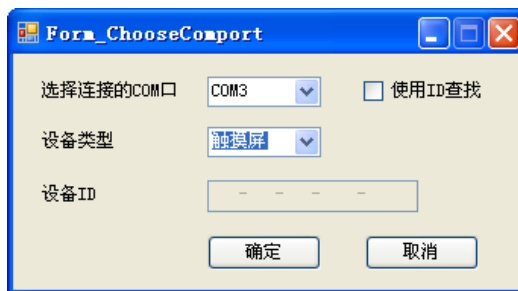 Form_ChooseComport
选择连接的COM口 COM3 使用ID查找
设备类型 触摸屏
设备ID - - - -
确定 取消